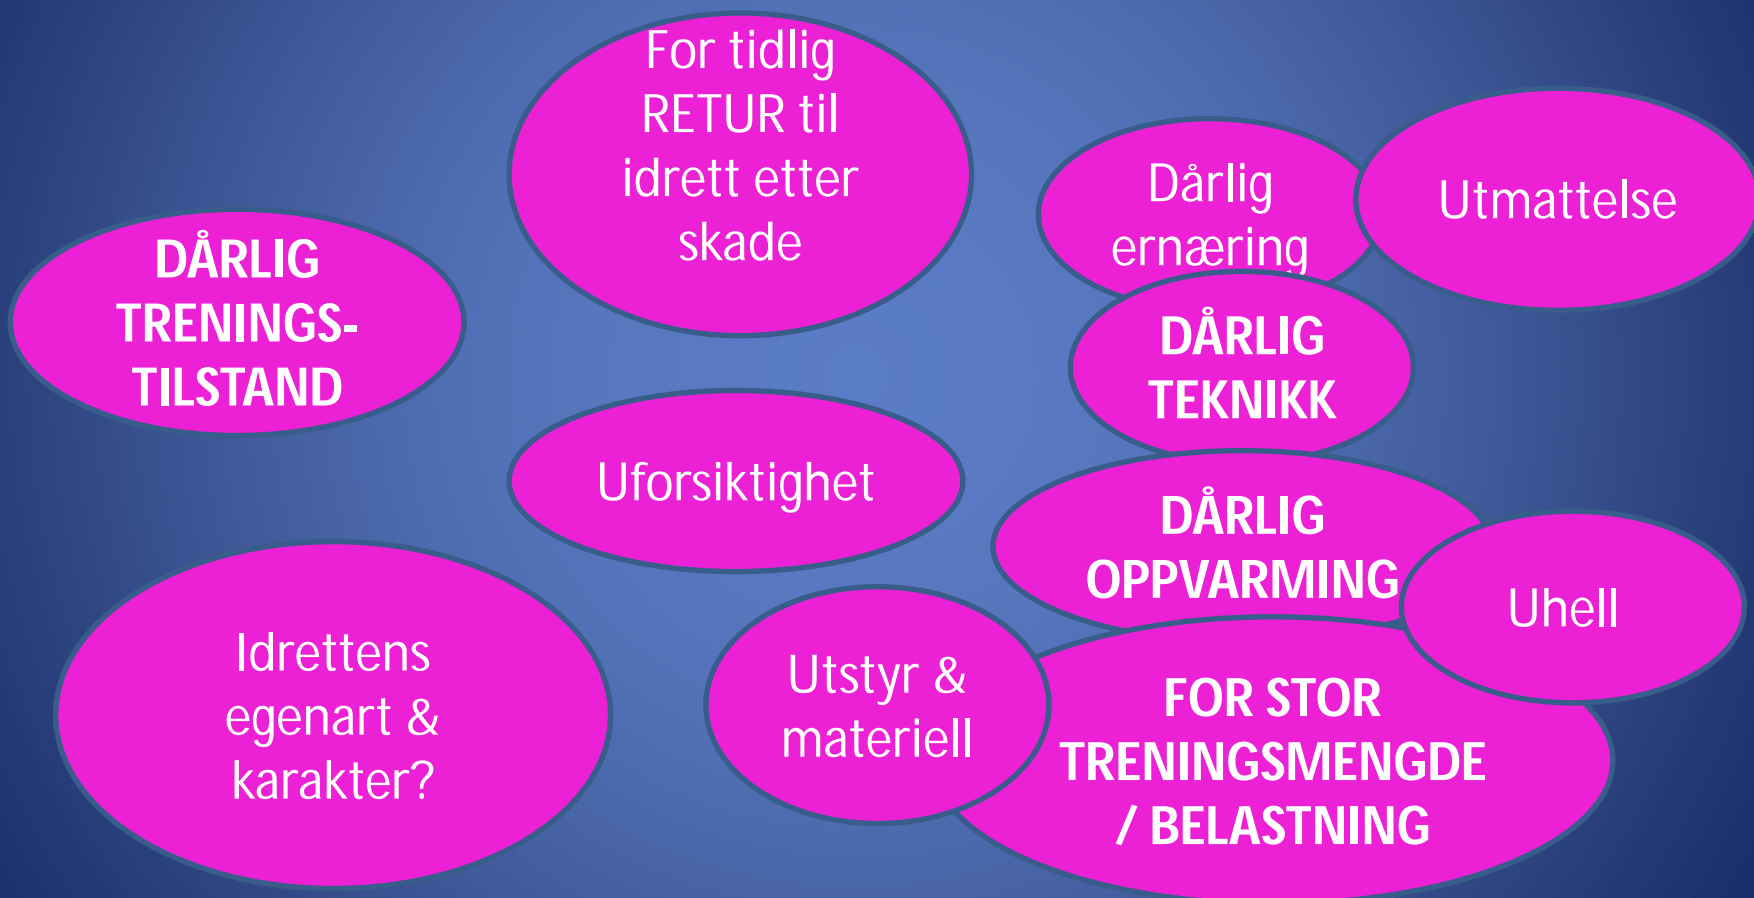 For tidlig
RETUR til
idrett etter
skade
Dårlig
ernæring
Utmattelse
DÅRLIG
TRENINGS-
TILSTAND
DÅRLIG
TEKNIKK
Uforsiktighet
DÅRLIG
OPPVARMING
Uhell
Idrettens
egenart &
karakter?
Utstyr &
materiell
FOR STOR
TRENINGSMENGDE
/ BELASTNING